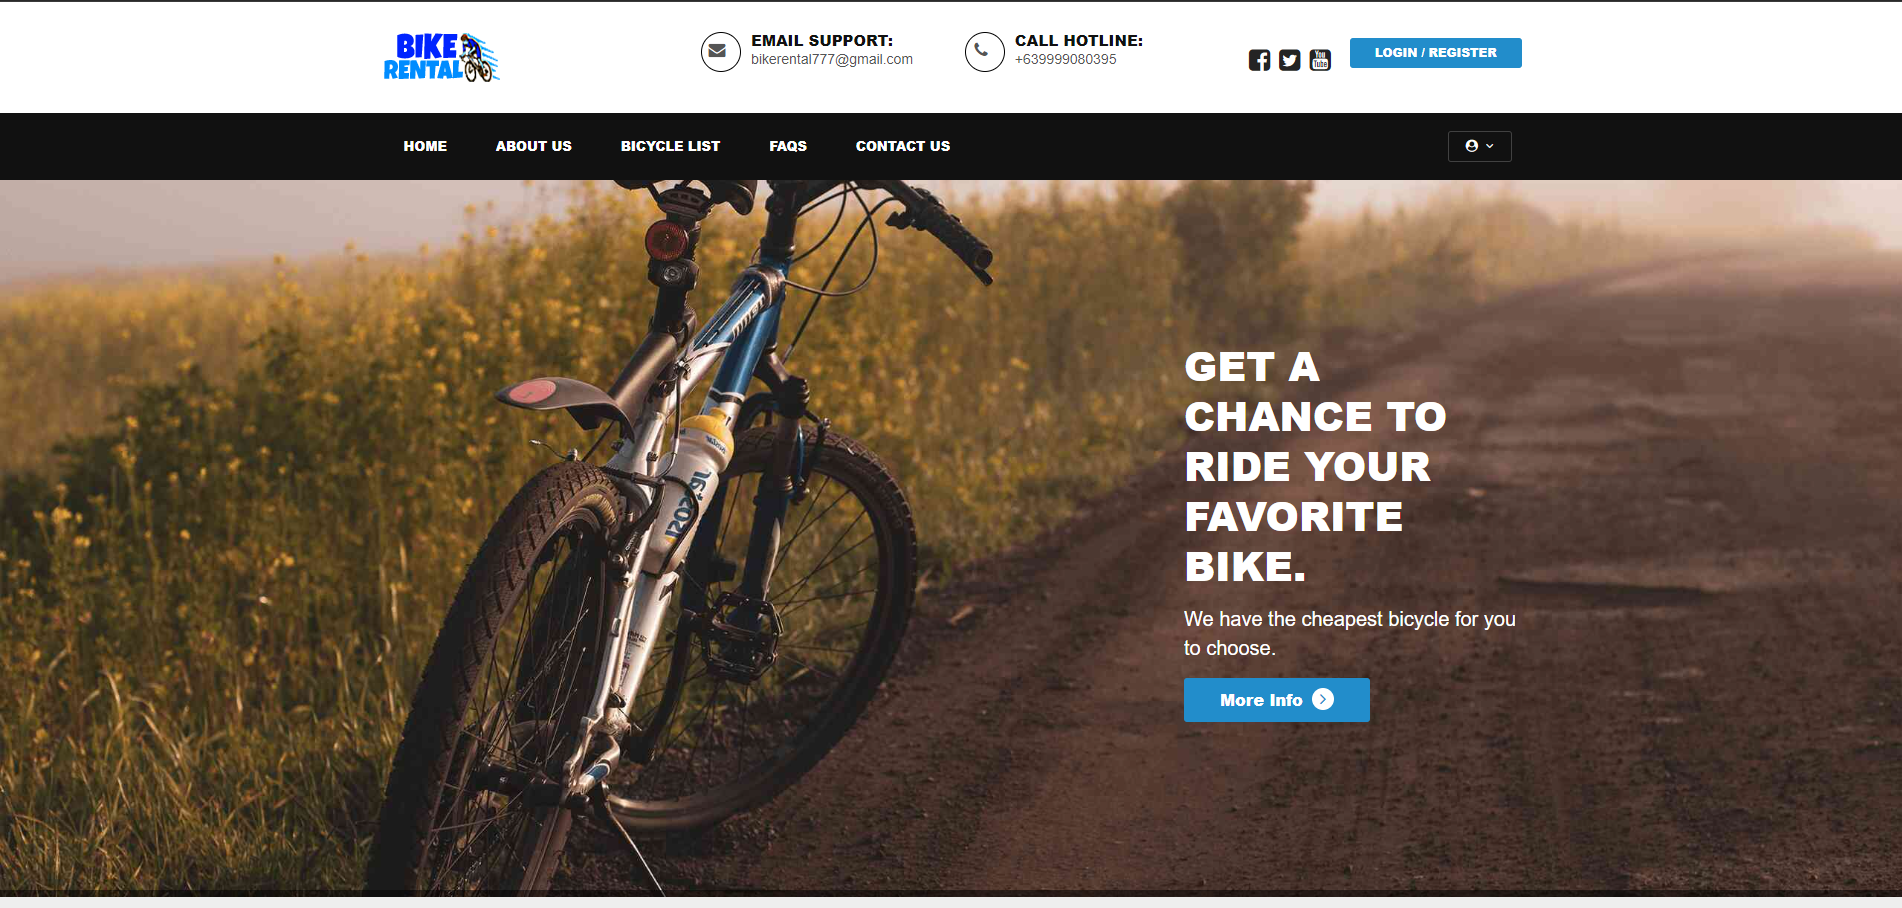 BIKE
RENTAL
EMAIL SUPPORT:
bikerental777@gmail.com
CALL HOTLINE:
+639999080395
You
Tube
LOGIN / REGISTER
HOME
ABOUT US
BICYCLE LIST
FAQS
CONTACT US
GET A
CHANCE TO
RIDE YOUR
FAVORITE
BIKE.
We have the cheapest bicycle for you
to choose.
More Info